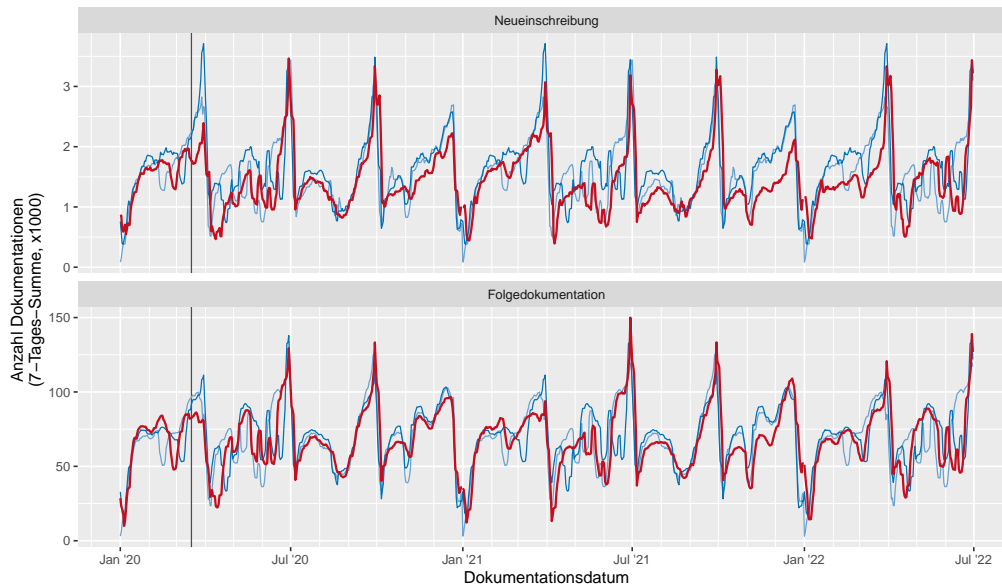 Neueinschreibung
3
2
1
0
Folgedokumentation
150
100
50
0
Anzahl Dokumentationen
(7−Tages−Summe, x1000)
Jan '20
Jul '20
Jan '21
Jul '21
Jan '22
Jul '22
Dokumentationsdatum